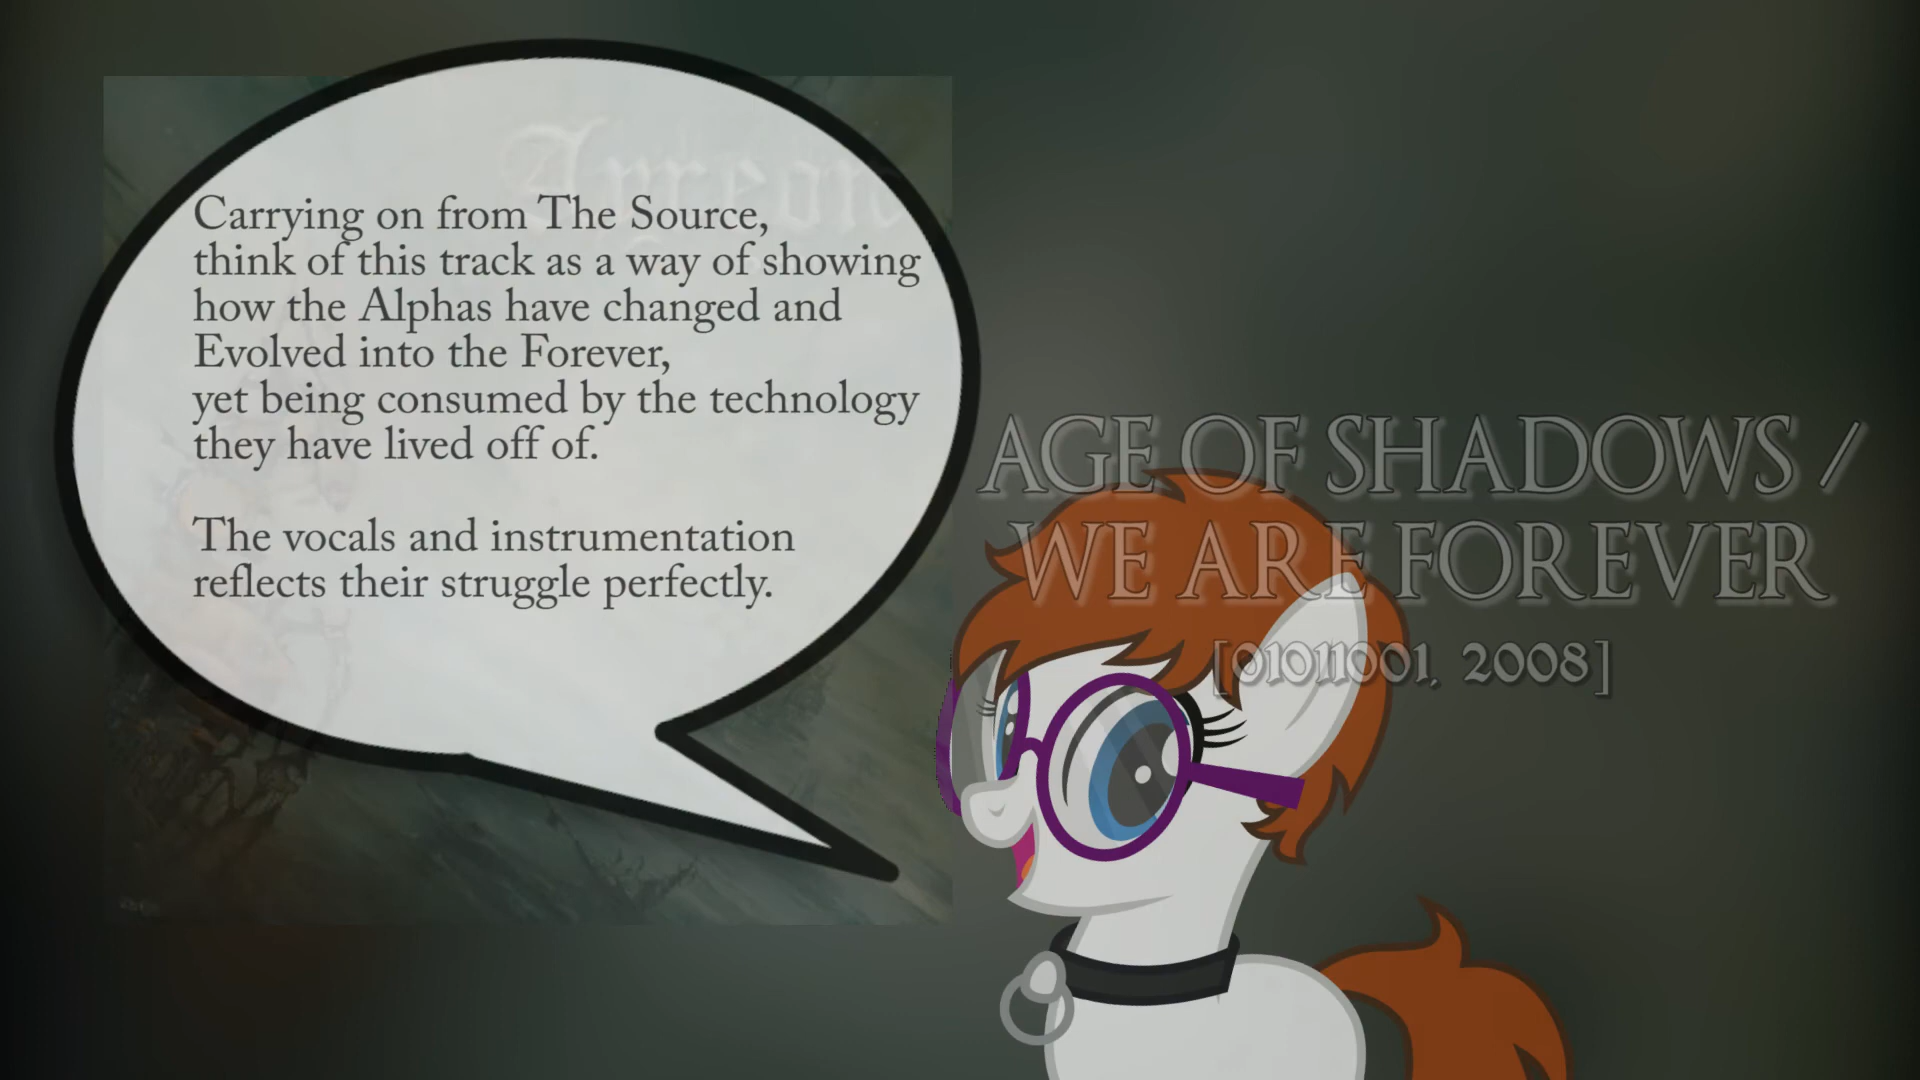 Ayreon
Carrying on from The Source,
think of this track as a way of showing
how the Alphas have changed and
Evolved into the Forever,
yet being consumed by the technology
they have lived off of.
The vocals and instrumentation
reflects their struggle perfectly.
AGE OF SHADOWS /
WE ARE FOREVER
[01011001, 2008]